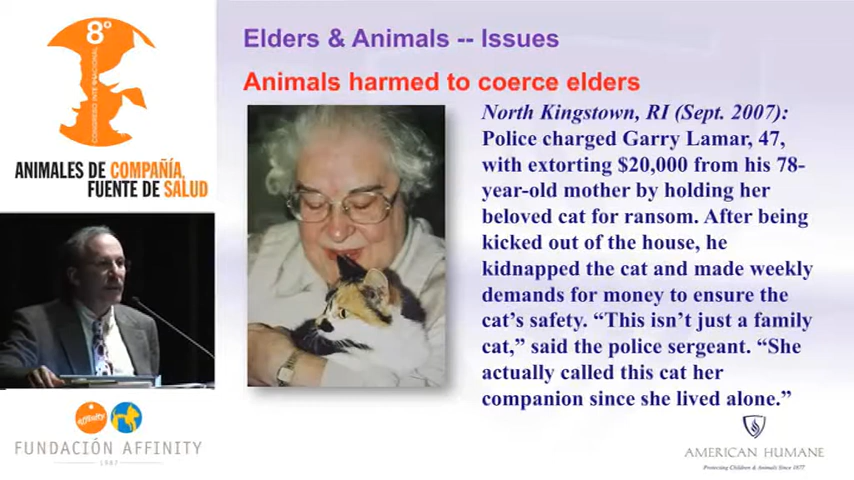 8º
CONGRESO INTERNACIONAL
ANIMALES DE COMPAÑÍA,
FUENTE DE SALUD
affinity
FUNDACIÓN AFFINITY
1987
Elders & Animals -- Issues
Animals harmed to coerce elders
North Kingstown, RI (Sept. 2007):
Police charged Garry Lamar, 47,
with extorting $20,000 from his 78-
year-old mother by holding her
beloved cat for ransom. After being
kicked out of the house, he
kidnapped the cat and made weekly
demands for money to ensure the
cat’s safety. “This isn’t just a family
cat,” said the police sergeant. “She
actually called this cat her
companion since she lived alone.”
AMERICAN HUMANE
Protecting Children & Animals Since 1877